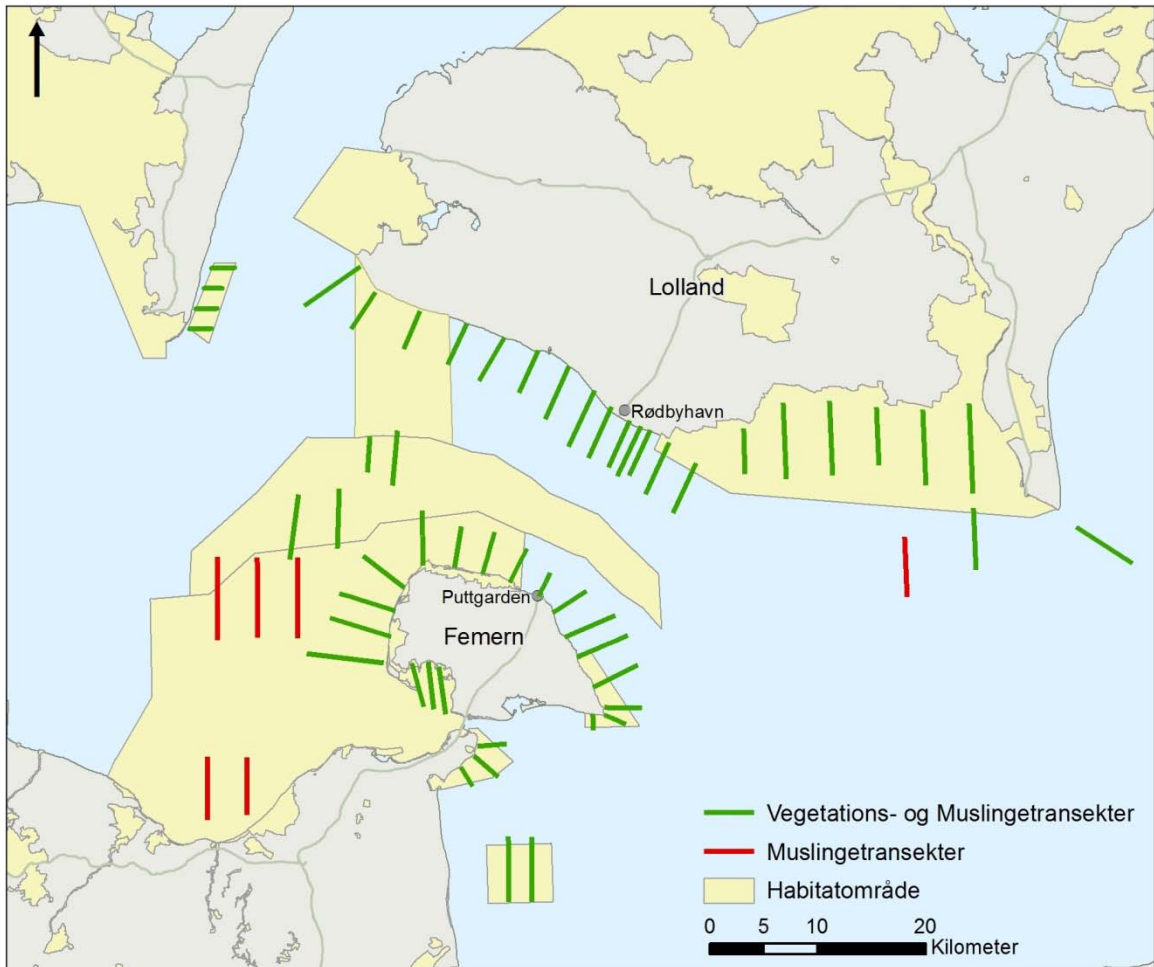 Lolland
Rødbyhavn
Puttgarden
Femern
Vegetations- og Muslingetransekter
Muslingetransekter
Habitatområde
0 5 10 20
Kilometer